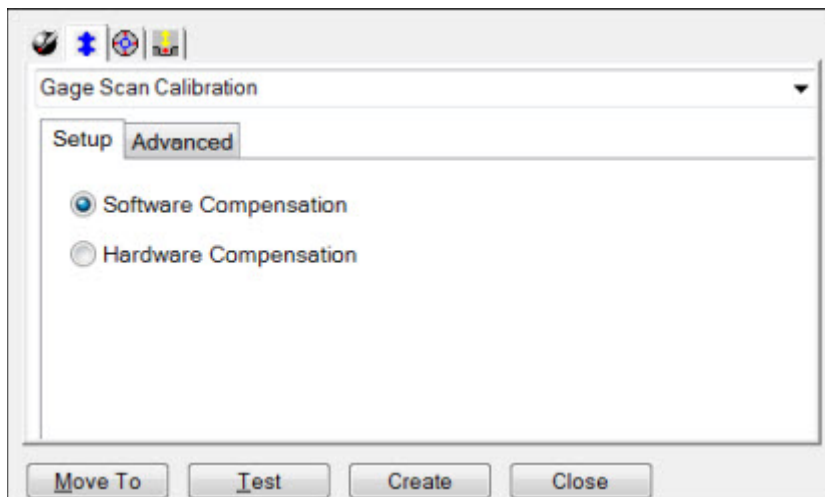 Gage Scan Calibration
Setup Advanced
Software Compensation
Hardware Compensation
Move To Test Create Close